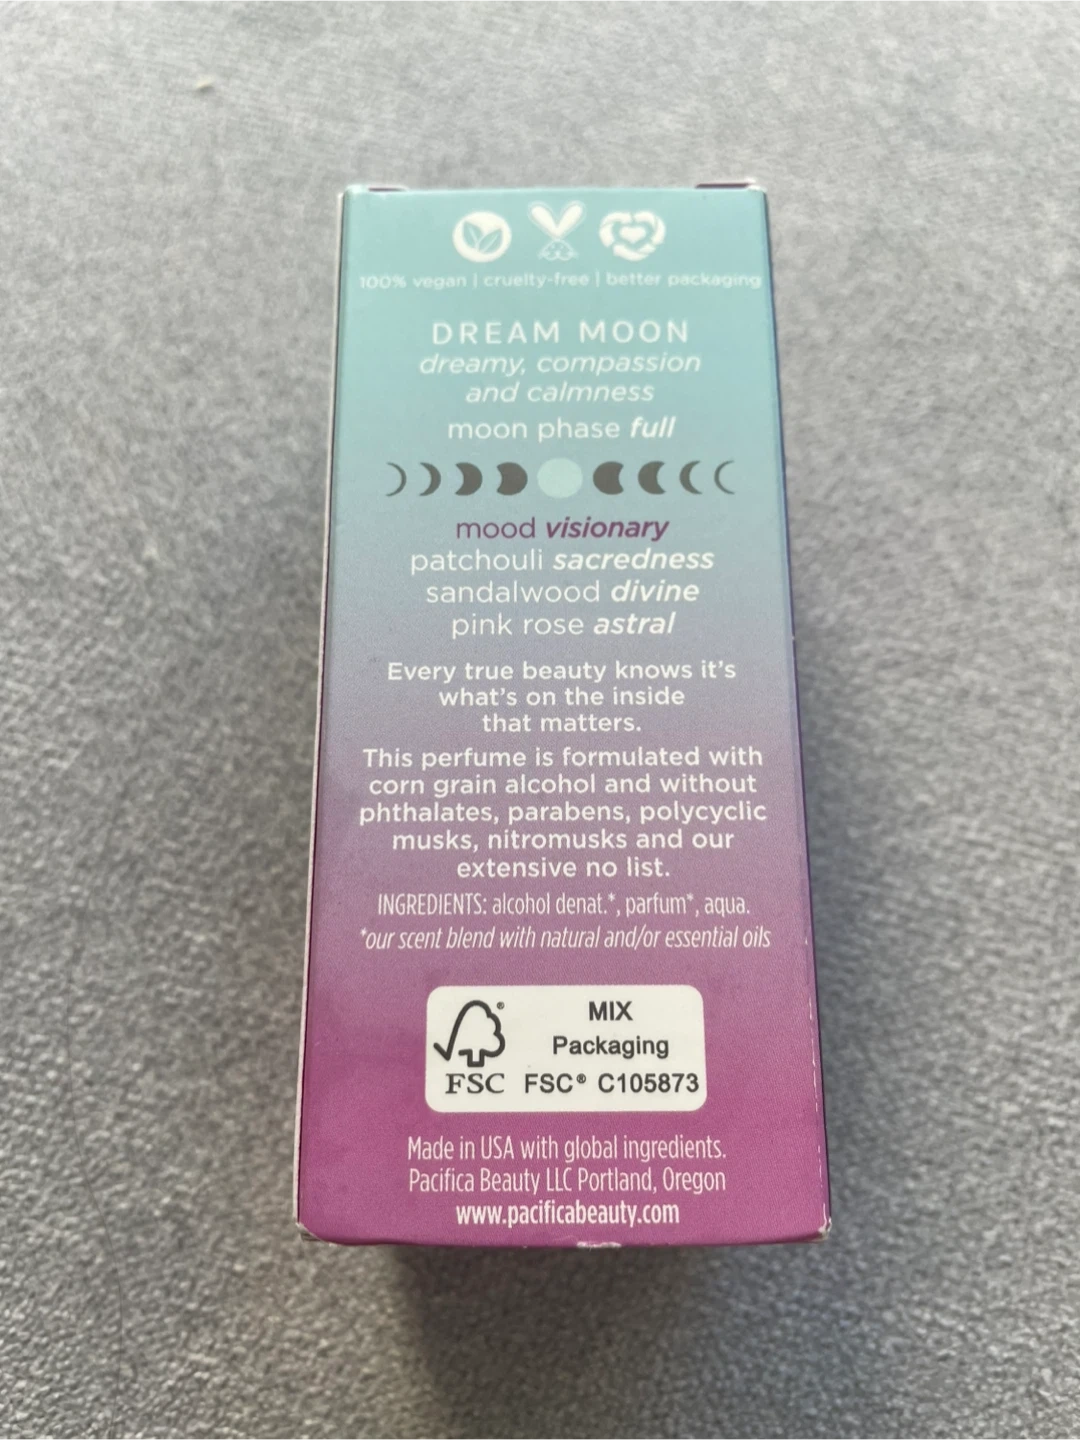 100% vegan | cruelty-free | better packaging
DREAM MOON
dreamy, compassion
and calmness
moon phase full
mood visionary
patchouli sacredness
sandalwood divine
pink rose astral
Every true beauty knows it's
what's on the inside
that matters.
This perfume is formulated with
corn grain alcohol and without
phthalates, parabens, polycyclic
musks, nitromusks and our
extensive no list.
INGREDIENTS: alcohol denat.*, parfum*, aqua.
*our scent blend with natural and/or essential oils
MIX
Packaging
FSC® C105873
FSC
Made in USA with global ingredients.
Pacifica Beauty LLC Portland, Oregon
www.pacificabeauty.com